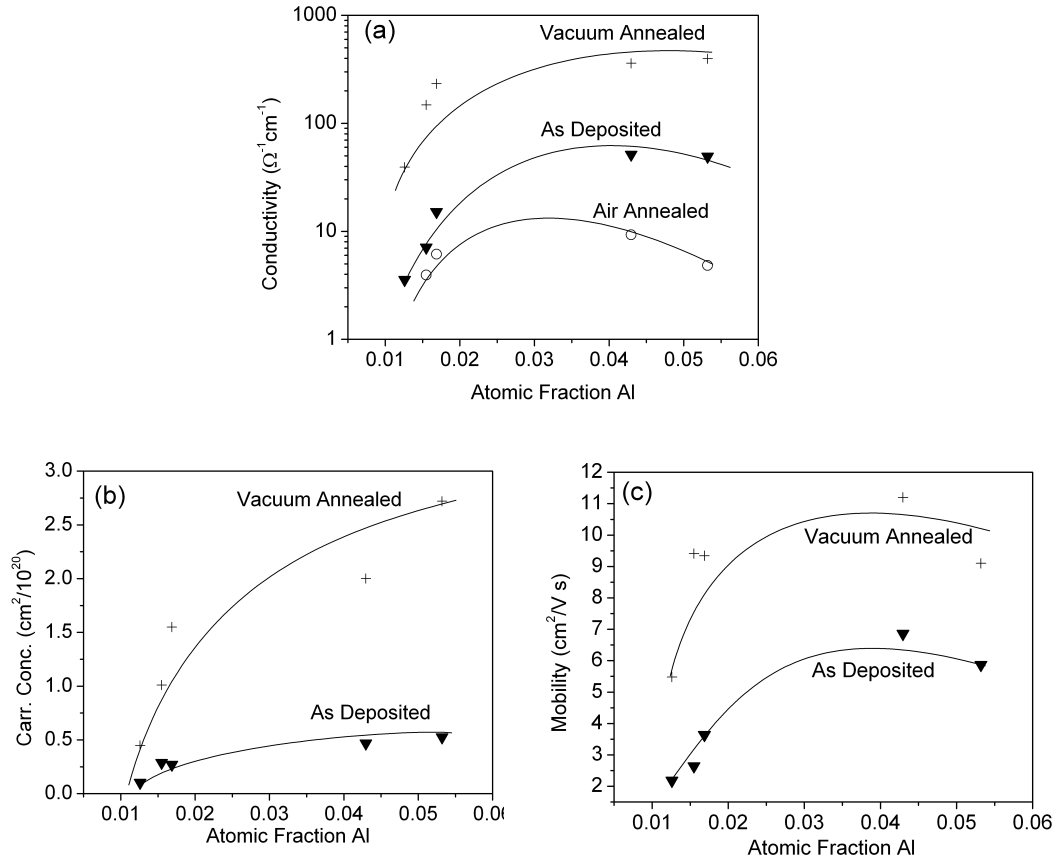 (a)
Vacuum Annealed
As Deposited
Air Annealed
Conductivity (Ω⁻¹cm⁻¹)
1000
100
10
1
0.01 0.02 0.03 0.04 0.05 0.06
Atomic Fraction Al
(b)
Vacuum Annealed
As Deposited
Carr. Conc. (cm²/10²⁰)
3.0
2.5
2.0
1.5
1.0
0.5
0.0
0.01 0.02 0.03 0.04 0.05 0.0
Atomic Fraction Al
(c)
Vacuum Annealed
As Deposited
Mobility (cm²/V s)
12
11
10
9
8
7
6
5
4
3
2
0.01 0.02 0.03 0.04 0.05 0.06
Atomic Fraction Al